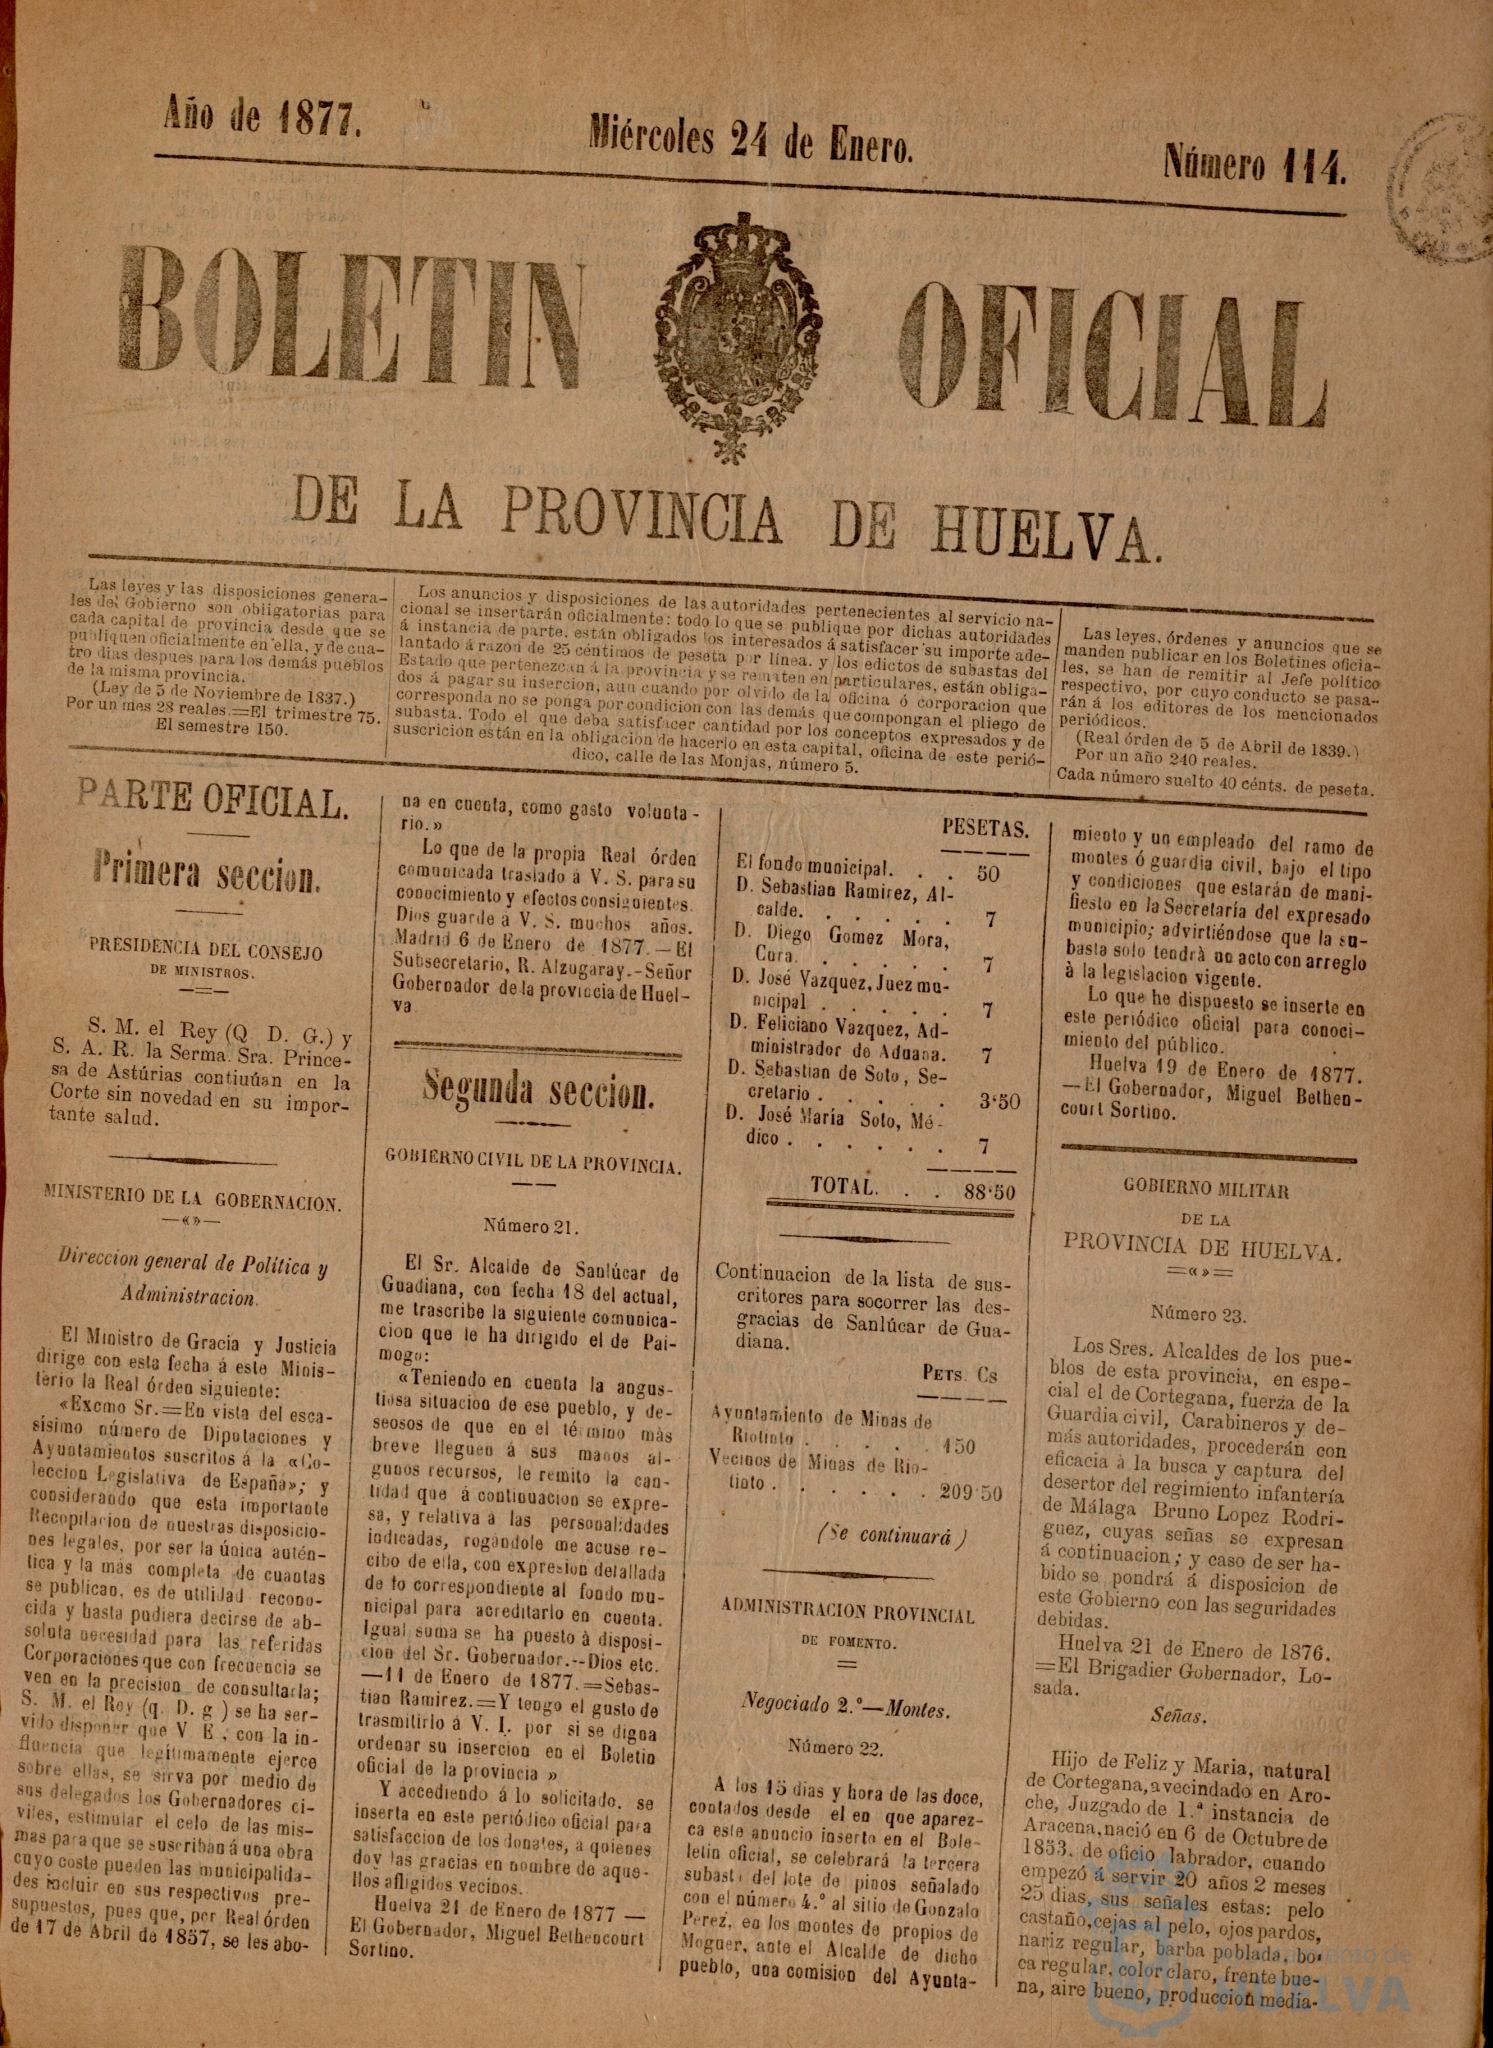 Año de 1877.
Miércoles 24 de Enero.
Número 114.
BOLETIN OFICIAL
DE LA PROVINCIA DE HUELVA.
Las leyes y las disposiciones genera-
les del Gobierno son obligatorias para
cada capital de provincia desde que se
publiquen oficialmente en ella, y de cua-
tro dias despues para los demás pueblos
de la misma provincia.
(Ley de 5 de Noviembre de 1837.)
Por un mes 28 reales.=El trimestre 75.
El semestre 150.
Los anuncios y disposiciones de las autoridades pertenecientes al servicio na-
cional se insertarán oficialmente: todo lo que se publique por dichas autoridades
á instancia de parte, están obligados los interesados á satisfacer su importe ade-
lantado á razon de 25 céntimos de peseta por línea, y los edictos de subastas del
Estado que pertenezcan á la provincia y se rematen en particulares, están obliga-
dos á pagar su insercion, aun cuando por olvido de la oficina ó corporacion que
corresponda no se ponga por condicion con las demás que compongan el pliego de
subasta. Todo el que deba satisfacer cantidad por los conceptos expresados y de
suscricion están en la obligacion de hacerlo en esta capital, oficina de este perió-
dico, calle de las Monjas, número 5.
Las leyes, órdenes y anuncios que se
manden publicar en los Boletines oficia-
les, se han de remitir al Jefe político
respectivo, por cuyo conducto se pasa-
rán á los editores de los mencionados
periódicos.
(Real órden de 5 de Abril de 1839.)
Por un año 240 reales.
Cada número suelto 40 cénts. de peseta.
PARTE OFICIAL.
Primera seccion.
PRESIDENCIA DEL CONSEJO
DE MINISTROS.
S. M. el Rey (Q D. G.) y
S. A. R. la Serma. Sra. Prince-
sa de Astúrias contiuúan en la
Corte sin novedad en su impor-
tante salud.
MINISTERIO DE LA GOBERNACION.
—«»—
Direccion general de Política y
Administracion.
El Ministro de Gracia y Justicia
dirige con esta fecha á este Minis-
terio la Real órden siguiente:
«Excmo Sr.=En vista del esca-
sísimo número de Diputaciones y
Ayuntamientos suscritos á la «Co-
leccion Legislativa de España»; y
considerando que esta importante
Recopilacion de nuestras disposicio-
nes legales, por ser la única autén-
tica y la más completa de cuantas
se publican, es de utilidad recono-
cida y hasta pudiera decirse de ab-
soluta necesidad para las referidas
Corporaciones que con frecuencia se
ven en la precision de consultarla;
S. M. el Rey (q. D. g ) se ha ser-
vido disponer que V E , con la in-
fluencia que legítimamente ejerce
sobre ellas, se sirva por medio de
sus delegados los Gobernadores ci-
viles, estimular el celo de las mis-
mas para que se suscriban á una obra
cuyo coste pueden las municipalida-
des incluir en sus respectivos pre-
supuestos, pues que, por Real órden
de 17 de Abril de 1857, se les abo-
na en cuenta, como gasto volunta-
rio.»
Lo que de la propia Real órden
comunicada traslado á V. S. para su
conocimiento y efectos consiguientes.
Dios guarde á V. S. muchos años.
Madrid 6 de Enero de 1877.—El
Subsecretario, R. Alzugaray.-Señor
Gobernador de la provincia de Huel-
va
Segunda seccion.
GOBIERNO CIVIL DE LA PROVINCIA.
Número 21.
El Sr. Alcalde de Sanlúcar de
Guadiana, con fecha 18 del actual,
me trascribe la siguiente comunica-
cion que le ha dirigido el de Pai-
mogo:
«Teniendo en cuenta la angus-
tiosa situacion de ese pueblo, y de-
seosos de que en el término más
breve lleguen á sus manos al-
gunos recursos, le remito la can-
tidad que á continuacion se expre-
sa, y relativa á las personalidades
indicadas, rogándole me acuse re-
cibo de ella, con expresion detallada
de lo correspondiente al fondo mu-
nicipal para acreditarlo en cuenta.
Igual suma se ha puesto á disposi-
cion del Sr. Gobernador.--Dios etc.
—11 de Enero de 1877.=Sebas-
tian Ramirez.=Y tengo el gusto de
trasmitirlo á V. I. por si se digna
ordenar su insercion en el Boletin
oficial de la provincia »
Y accediendo á lo solicitado, se
inserta en este periódico oficial para
satisfaccion de los donates, a quienes
doy las gracias en nombre de aque-
llos afligidos vecinos.
Huelva 21 de Enero de 1877 —
El Gobernador, Miguel Bethencourt
Sortino.
PESETAS.
El fondo municipal. . . 50
D. Sebastian Ramirez, Al-
calde. . . . . . 7
D. Diego Gomez Mora,
Cura. . . . . . 7
D. José Vazquez, Juez mu-
nicipal . . . . . 7
D. Feliciano Vazquez, Ad-
ministrador de Aduana. 7
D. Sebastian de Soto, Se-
cretario . . . . . 3'50
D. José María Soto, Mé-
dico . . . . . . 7
TOTAL. . . 88'50
Continuacion de la lista de sus-
critores para socorrer las des-
gracias de Sanlúcar de Gua-
diana.
PETS. Cs
Ayuntamiento de Minas de
Riotinto . . . . . 150
Vecinos de Minas de Rio-
tinto . . . . . . 209'50
(Se continuará)
ADMINISTRACION PROVINCIAL
DE FOMENTO.
Negociado 2.º—Montes.
Número 22.
A los 15 dias y hora de las doce,
contados desde el en que aparez-
ca este anuncio inserto en el Bole-
letin oficial, se celebrará la tercera
subasta del lote de pinos señalado
con el número 4.º al sitio de Gonzalo
Perez, en los montes de propios de
Moguer, ante el Alcalde de dicho
pueblo, una comision del Ayunta-
miento y un empleado del ramo de
montes ó guardia civil, bajo el tipo
y condiciones que estarán de mani-
fiesto en la Secretaría del expresado
municipio; advirtiéndose que la su-
basta solo tendrá un acto con arreglo
á la legislacion vigente.
Lo que he dispuesto se inserte en
este periódico oficial para conoci-
miento del público.
Huelva 19 de Enero de 1877.
—El Gobernador, Miguel Bethen-
court Sortino.
GOBIERNO MILITAR
DE LA
PROVINCIA DE HUELVA.
=«»=
Número 23.
Los Sres. Alcaldes de los pue-
blos de esta provincia, en espe-
cial el de Cortegana, fuerza de la
Guardia civil, Carabineros y de-
más autoridades, procederán con
eficacia á la busca y captura del
desertor del regimiento infantería
de Málaga Bruno Lopez Rodri-
guez, cuyas señas se expresan
á continuacion; y caso de ser ha-
bido se pondrá á disposicion de
este Gobierno con las seguridades
debidas.
Huelva 21 de Enero de 1876.
=El Brigadier Gobernador, Lo-
sada.
Señas.
Hijo de Feliz y Maria, natural
de Cortegana, avecindado en Aro-
che, Juzgado de 1.ª instancia de
Aracena, nació en 6 de Octubre de
1853, de oficio labrador, cuando
empezó á servir 20 años 2 meses
25 dias, sus señales estas: pelo
castaño, cejas al pelo, ojos pardos,
nariz regular, barba poblada, bo-
ca regular, color claro, frente bue-
na, aire bueno, produccion media-
HUELVA